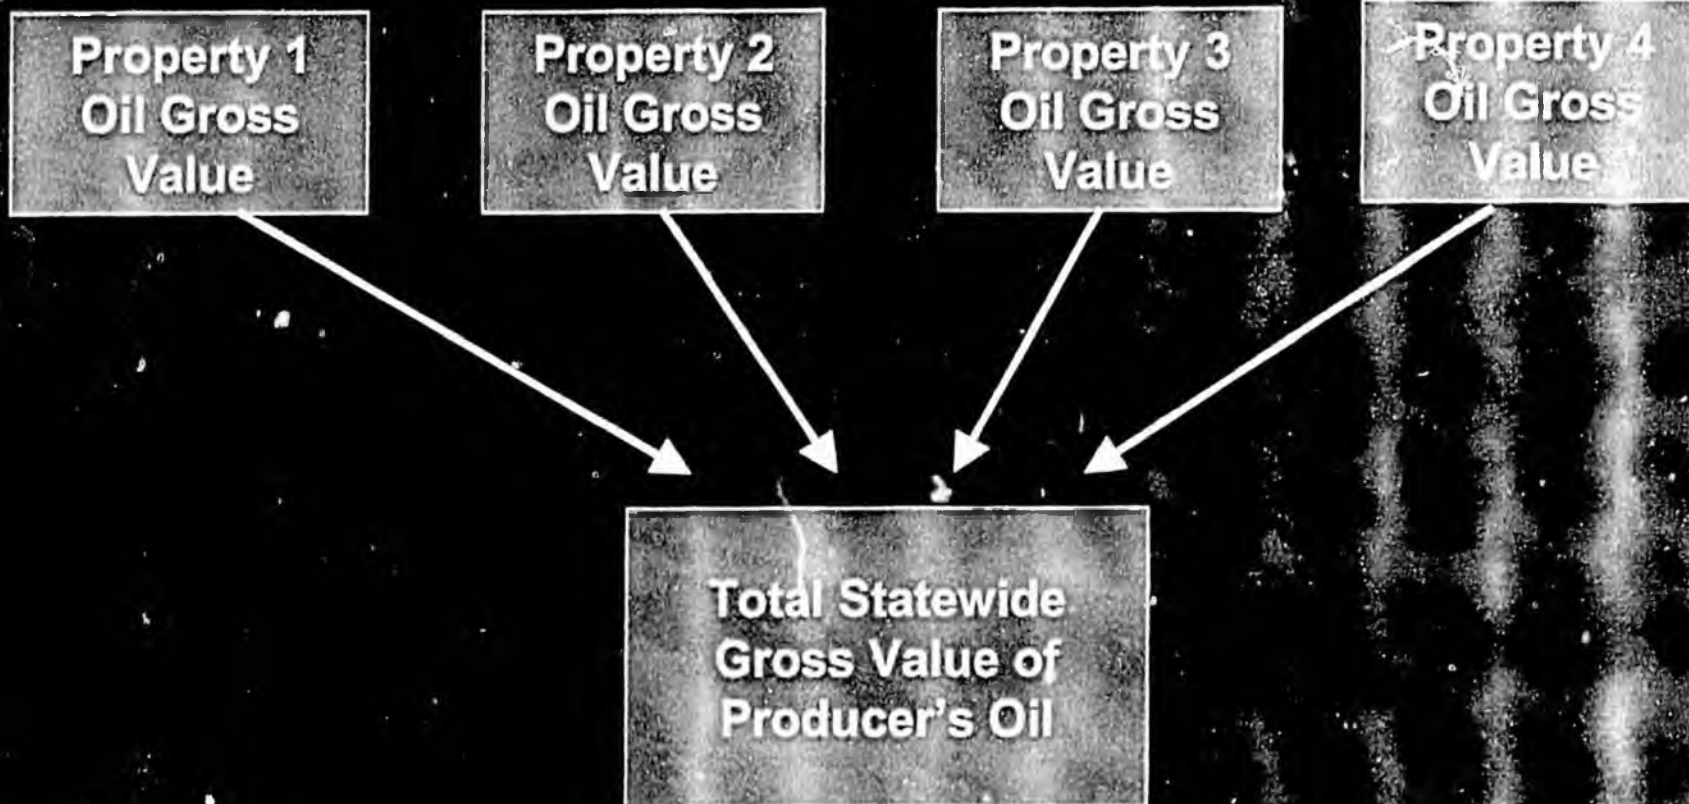 Property 1
Oil Gross
Value
Property 2
Oil Gross
Value
Property 3
Oil Gross
Value
Property 4
Oil Gross
Value
Total Statewide
Gross Value of
Producer's Oil